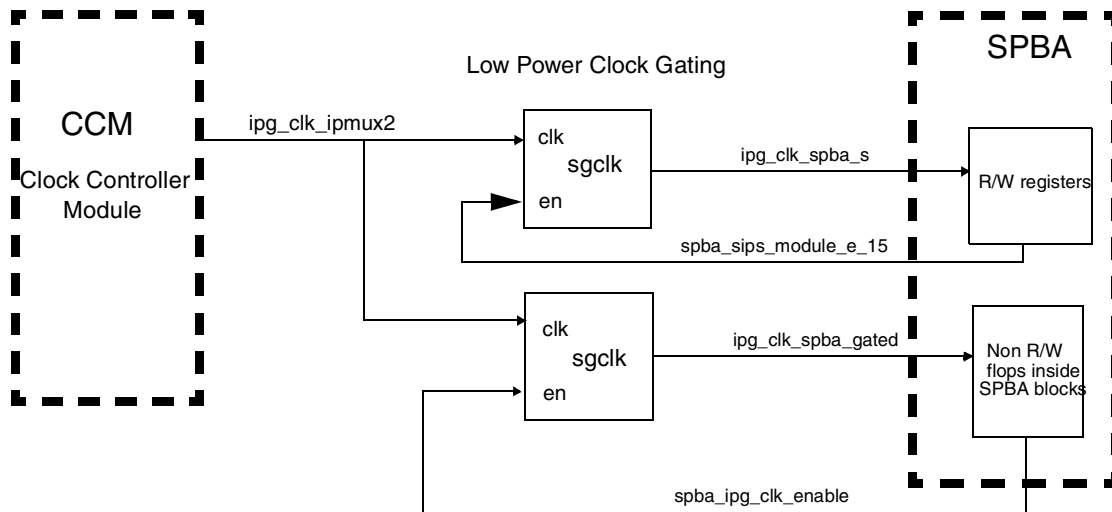 SPBA
Low Power Clock Gating
CCM
Clock Controller
Module
ipg_clk_ipmux2
clk
sgclk
en
ipg_clk_spba_s
R/W registers
spba_sips_module_e_15
clk
sgclk
en
ipg_clk_spba_gated
Non R/W
flops inside
SPBA blocks
spba_ipg_clk_enable